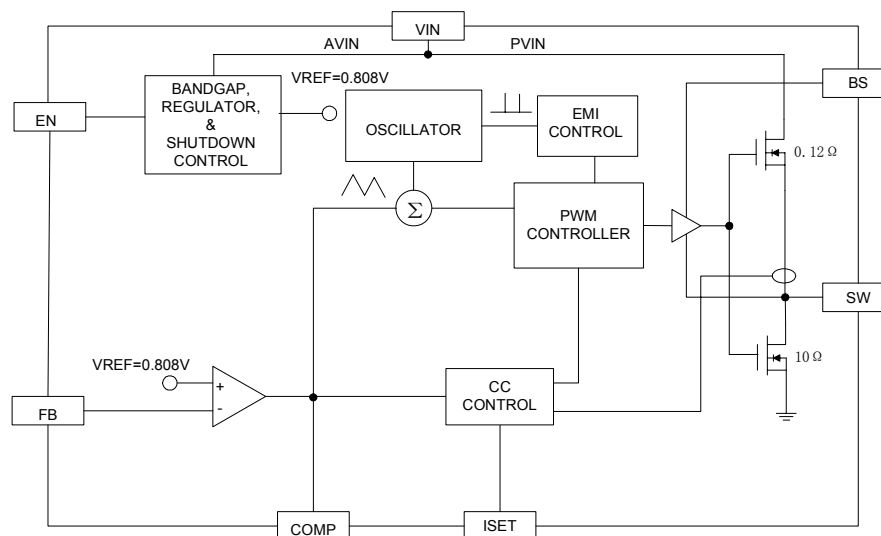 VIN
AVIN
PVIN
BS
EN
BANDGAP,
REGULATOR,
&
SHUTDOWN
CONTROL
VREF=0.808V
OSCILLATOR
EMI
CONTROL
0.12Ω
Σ
PWM
CONTROLLER
SW
VREF=0.808V
+
-
FB
CC
CONTROL
10Ω
COMP
ISET